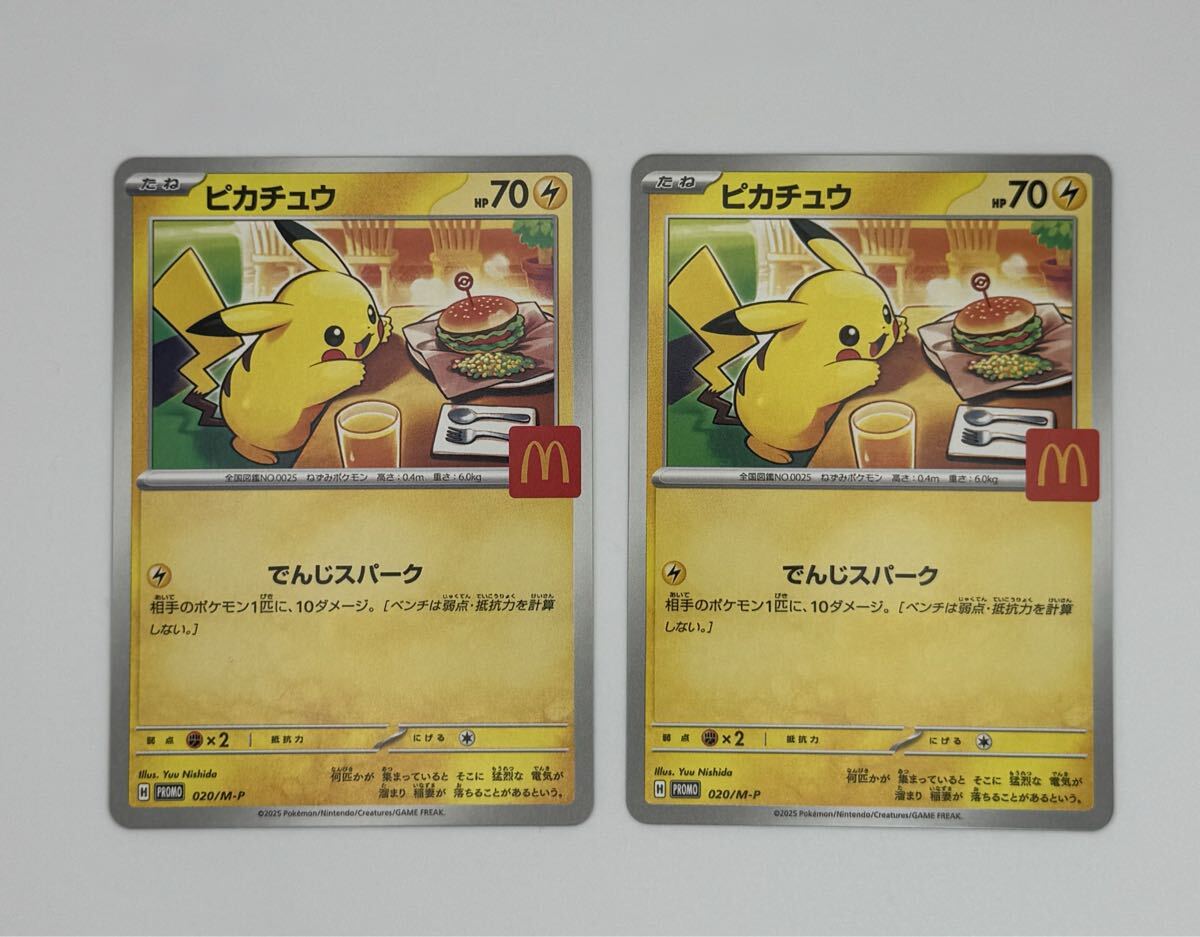 たね ピカチュウ HP70
全国図鑑NO.0025 ねずみポケモン 高さ:0.4m 重さ:6.0kg
でんじスパーク
相手のポケモン1匹に、10ダメージ。[ベンチは弱点・抵抗力を計算
しない。]
弱点 ×2 抵抗力 にげる
Illus. Yuu Nishida
何匹かが 集まっていると そこに 猛烈な 電気が
溜まり 稲妻が 落ちることがあるという。
H PROMO 020/M-P
©2025 Pokémon/Nintendo/Creatures/GAME FREAK.
たね ピカチュウ HP70
全国図鑑NO.0025 ねずみポケモン 高さ:0.4m 重さ:6.0kg
でんじスパーク
相手のポケモン1匹に、10ダメージ。[ベンチは弱点・抵抗力を計算
しない。]
弱点 ×2 抵抗力 にげる
Illus. Yuu Nishida
何匹かが 集まっていると そこに 猛烈な 電気が
溜まり 稲妻が 落ちることがあるという。
H PROMO 020/M-P
©2025 Pokémon/Nintendo/Creatures/GAME FREAK.